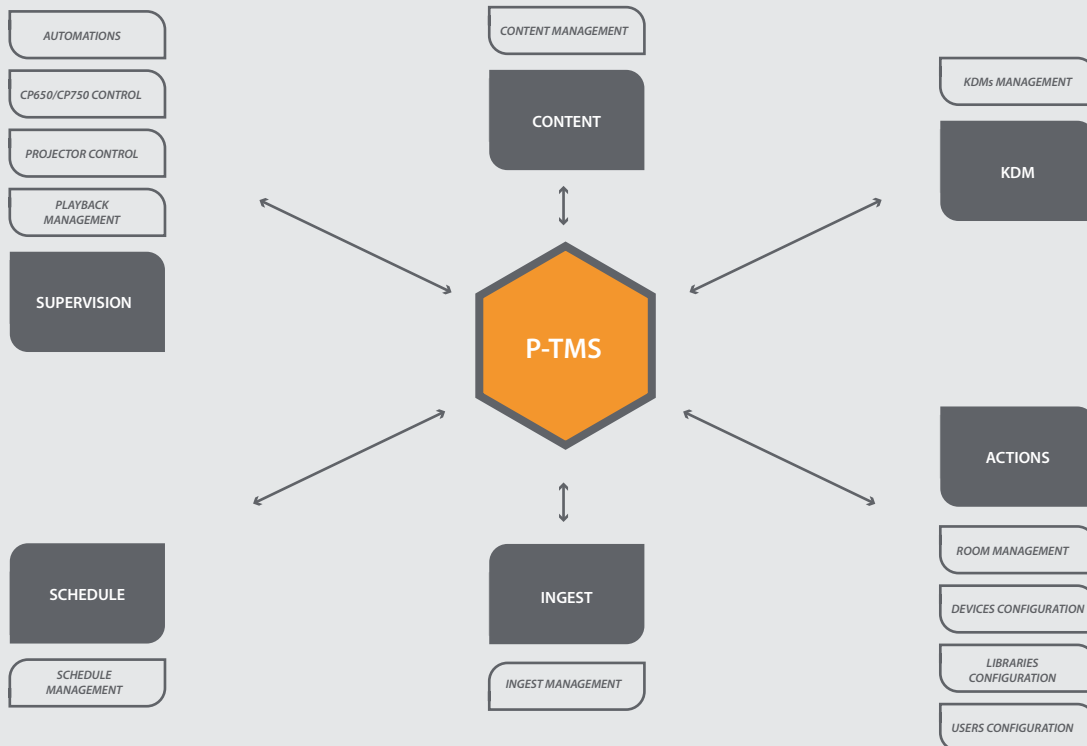 AUTOMATIONS
CP650/CP750 CONTROL
PROJECTOR CONTROL
PLAYBACK
MANAGEMENT
SUPERVISION
CONTENT MANAGEMENT
CONTENT
KDMs MANAGEMENT
KDM
P-TMS
SCHEDULE
SCHEDULE
MANAGEMENT
INGEST
INGEST MANAGEMENT
ACTIONS
ROOM MANAGEMENT
DEVICES CONFIGURATION
LIBRARIES
CONFIGURATION
USERS CONFIGURATION